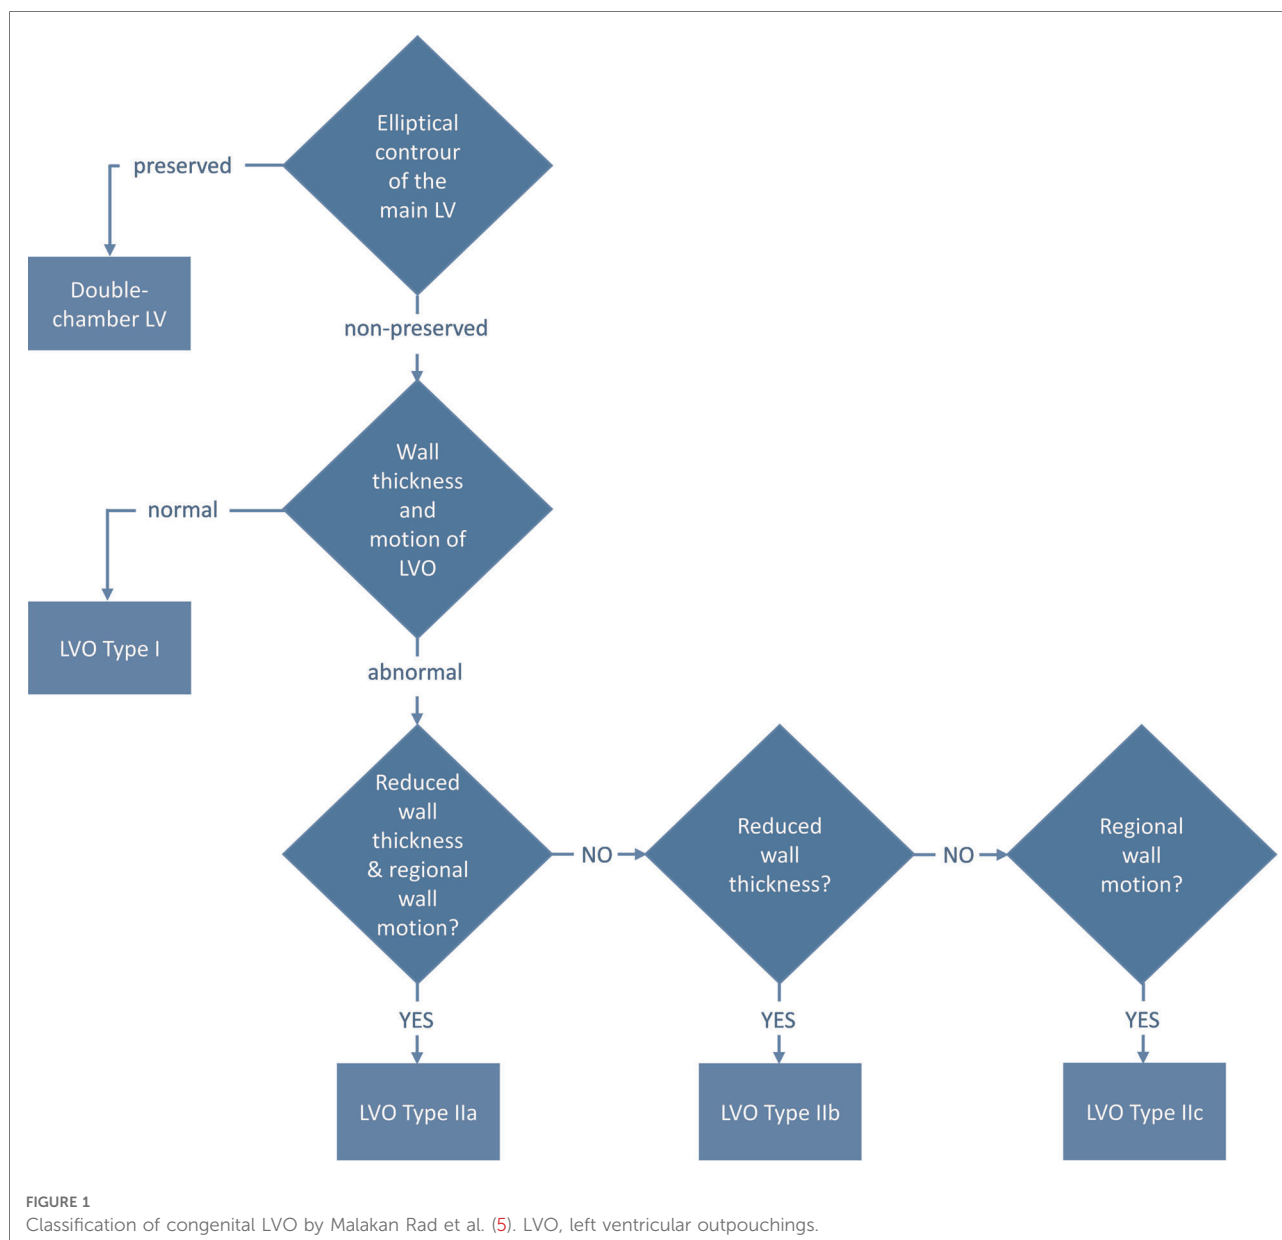 Elliptical
controur
of the
main LV
preserved
Double-
chamber LV
non-preserved
Wall
thickness
and
motion of
LVO
normal
LVO Type I
abnormal
Reduced
wall
thickness
& regional
wall
motion?
NO
Reduced
wall
thickness?
NO
Regional
wall
motion?
YES
YES
YES
LVO Type IIa
LVO Type IIb
LVO Type IIc
FIGURE 1
Classification of congenital LVO by Malakan Rad et al. (5). LVO, left ventricular outpouchings.